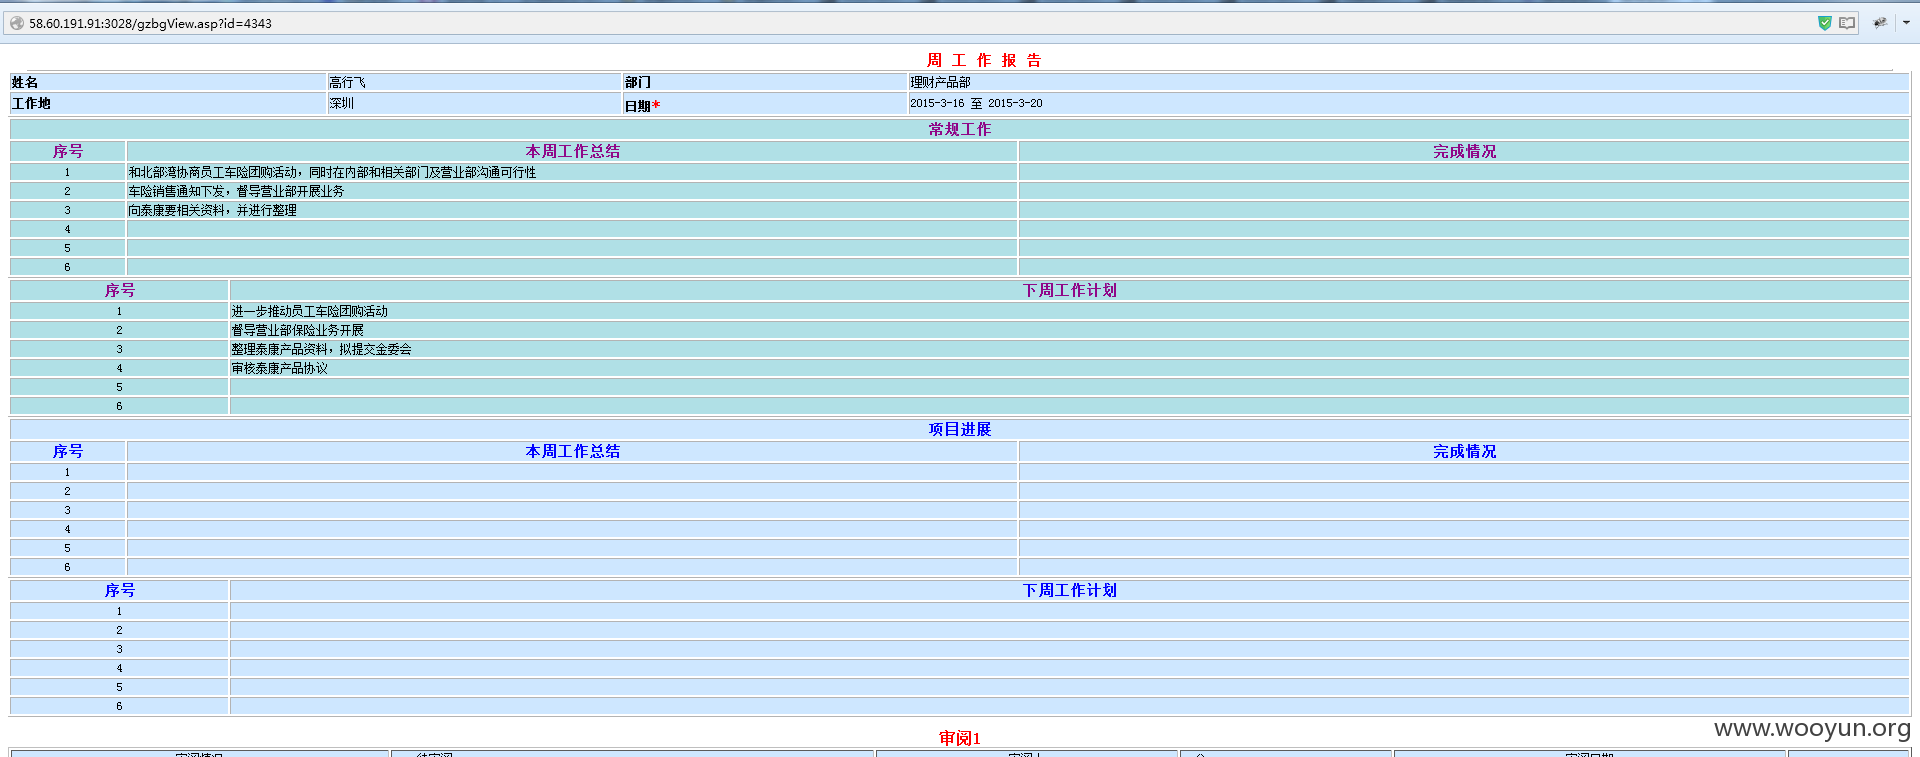 58.60.191.91:3028/gzbgView.asp?id=4343
周 工 作 报 告
姓名 高行飞 部门 理财产品部
工作地 深圳 日期* 2015-3-16 至 2015-3-20
常规工作
序号 本周工作总结 完成情况
1 和北部湾协商员工车险团购活动，同时在内部和相关部门及营业部沟通可行性
2 车险销售通知下发，督导营业部开展业务
3 向泰康要相关资料，并进行整理
4
5
6
序号 下周工作计划
1 进一步推动员工车险团购活动
2 督导营业部保险业务开展
3 整理泰康产品资料，拟提交金委会
4 审核泰康产品协议
5
6
项目进展
序号 本周工作总结 完成情况
1
2
3
4
5
6
序号 下周工作计划
1
2
3
4
5
6
www.wooyun.org
审阅1